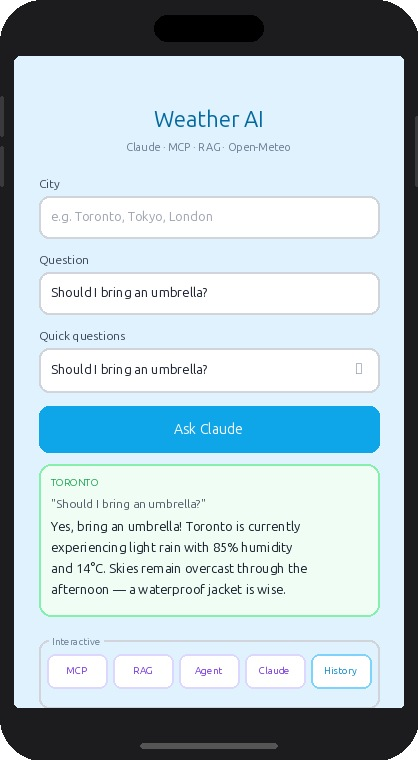 Weather AI
Claude · MCP · RAG · Open-Meteo
City
e.g. Toronto, Tokyo, London
Question
Should I bring an umbrella?
Quick questions
Should I bring an umbrella?
Ask Claude
TORONTO
"Should I bring an umbrella?"
Yes, bring an umbrella! Toronto is currently
experiencing light rain with 85% humidity
and 14°C. Skies remain overcast through the
afternoon — a waterproof jacket is wise.
Interactive
MCP RAG Agent Claude History